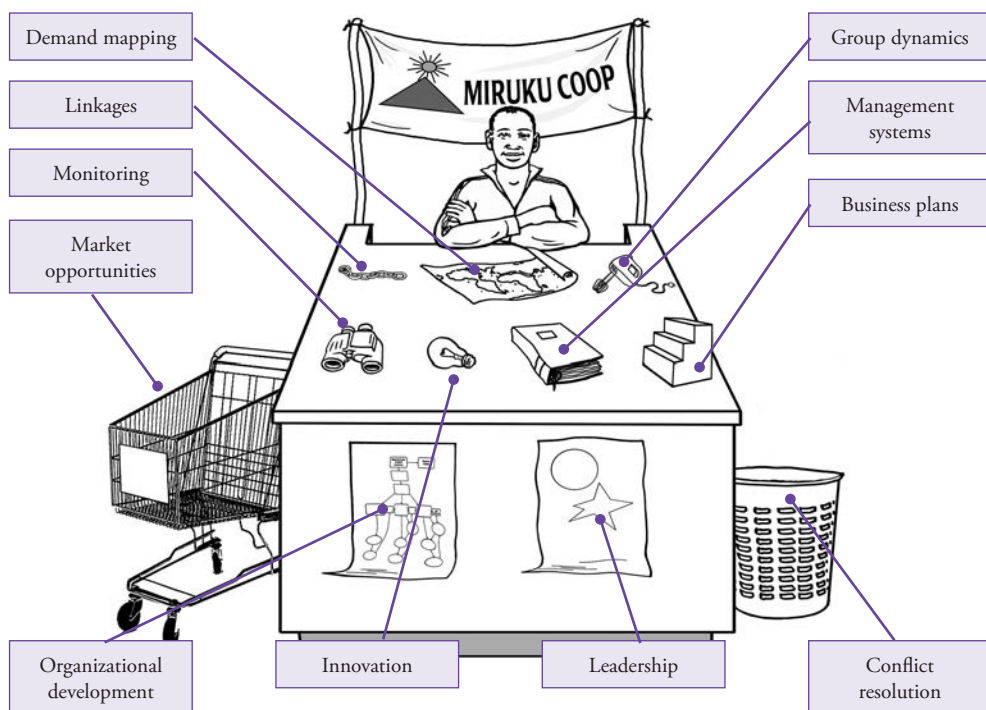 Demand mapping
Linkages
Monitoring
Market
opportunities
MIRUKU COOP
Group dynamics
Management
systems
Business plans
Organizational
development
Innovation
Leadership
Conflict
resolution